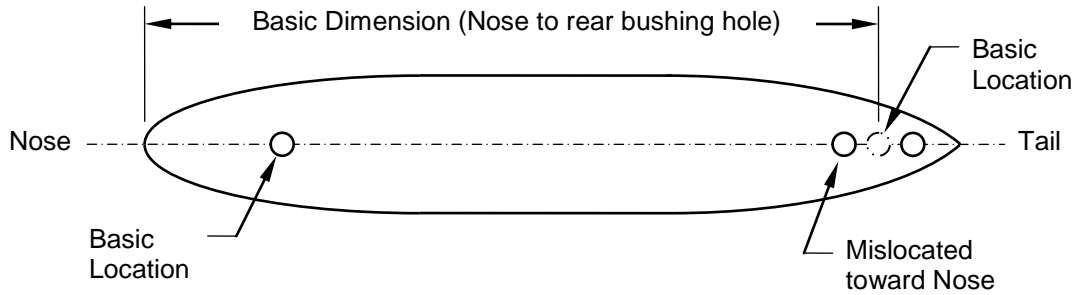 Basic Dimension (Nose to rear bushing hole)
Basic
Location
Nose
Tail
Basic
Location
Mislocated
toward Nose